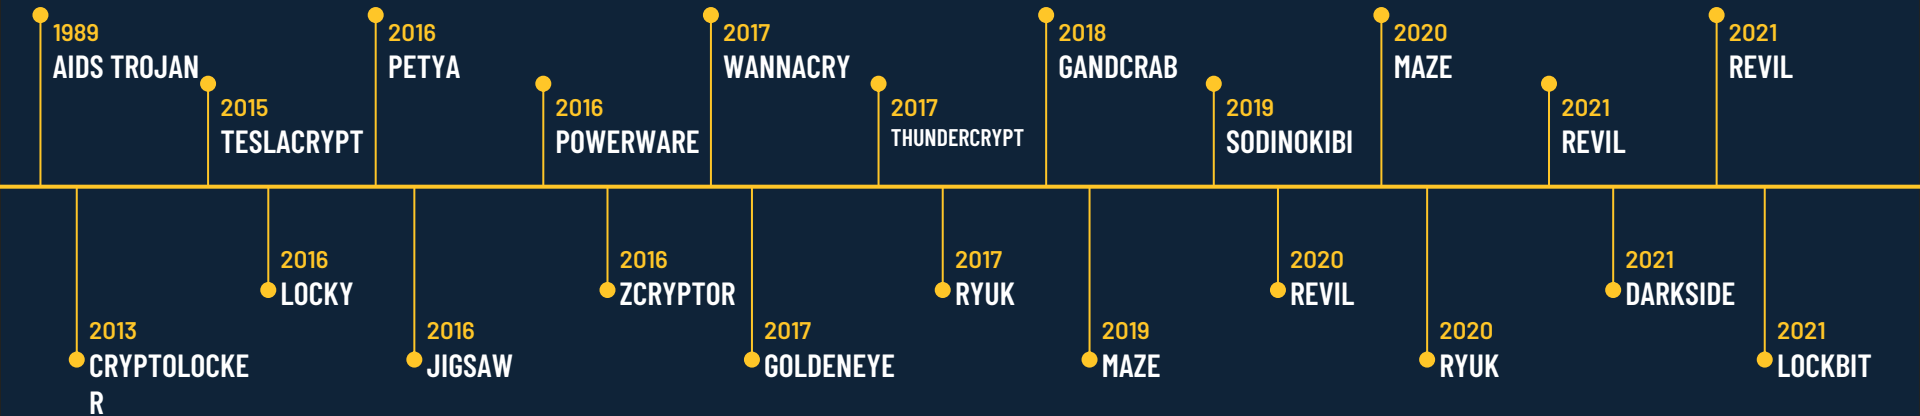 1989
AIDS TROJAN
2013
CRYPTOLOCKE
R
2015
TESLACRYPT
2016
LOCKY
2016
PETYA
2016
JIGSAW
2016
POWERWARE
2016
ZCRYPTOR
2017
WANNACRY
2017
GOLDENEYE
2017
THUNDERCRYPT
2017
RYUK
2018
GANDCRAB
2019
MAZE
2019
SODINOKIBI
2020
REVIL
2020
MAZE
2020
RYUK
2021
REVIL
2021
DARKSIDE
2021
REVIL
2021
LOCKBIT